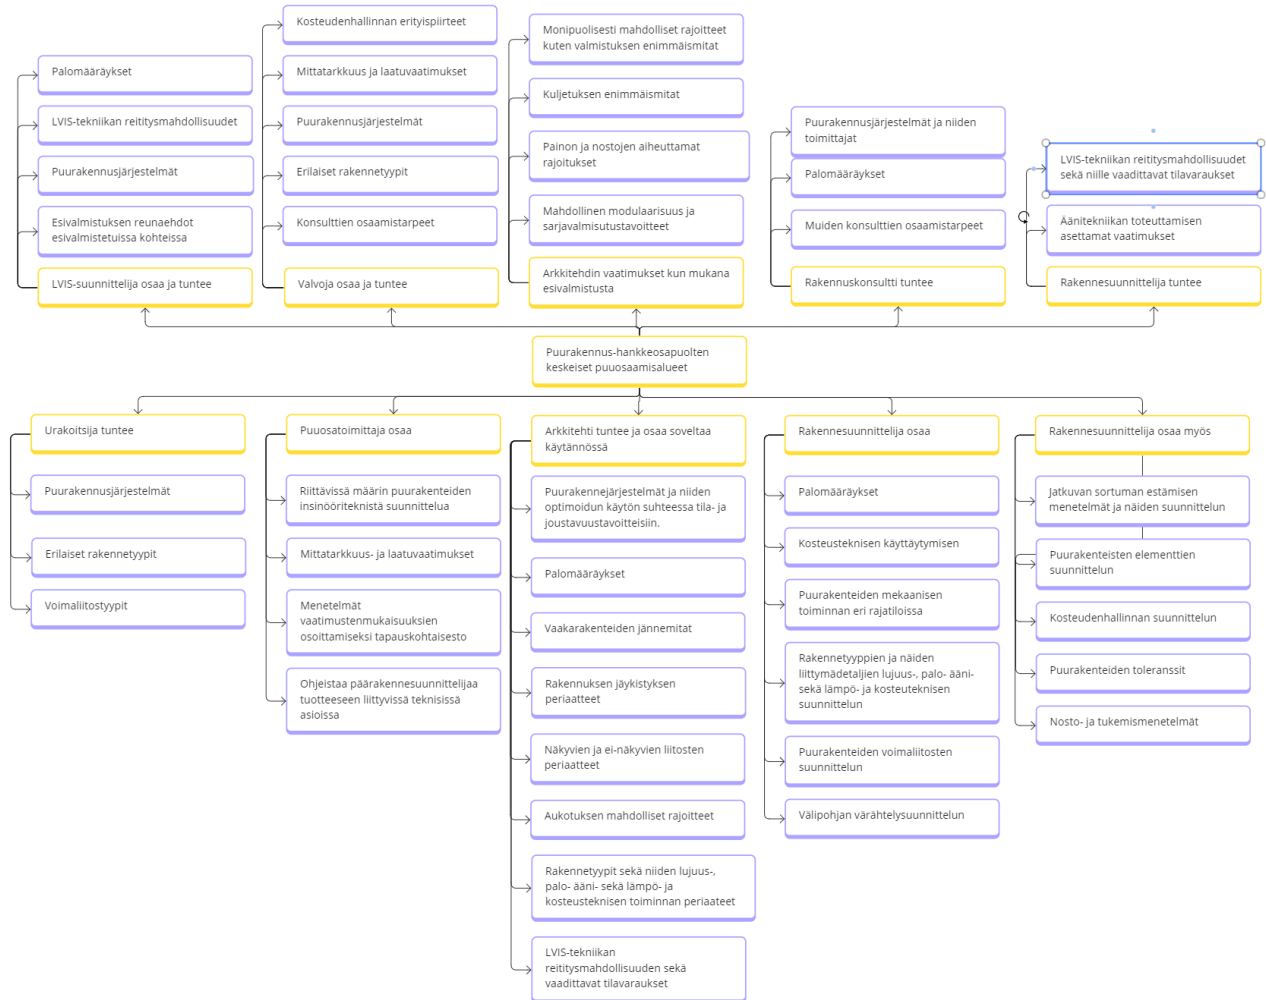 Palomääräykset
LVIS-tekniikan reititysmahdollisuudet
Puurakennusjärjestelmät
Esivalmistuksen reunaehdot
esivalmistetuissa kohteissa
LVIS-suunnittelija osaa ja tuntee
Kosteudenhallinnan erityispiirteet
Mittatarkkuus ja laatuvaatimukset
Puurakennusjärjestelmät
Erilaiset rakennetyypit
Konsulttien osaamistarpeet
Valvoja osaa ja tuntee
Monipuolisesti mahdolliset rajoitteet
kuten valmistuksen enimmäismitat
Kuljetuksen enimmäismitat
Painon ja nostojen aiheuttamat
rajoitukset
Mahdollinen modulaarisuus ja
sarjavalmisutustavoitteet
Arkkitehdin vaatimukset kun mukana
esivalmistusta
Puurakennusjärjestelmät ja niiden
toimittajat
Palomääräykset
Muiden konsulttien osaamistarpeet
Rakennuskonsultti tuntee
LVIS-tekniikan reititysmahdollisuudet
sekä niille vaadittavat tilavaraukset
Äänitekniikan toteuttamisen
asettamat vaatimukset
Rakennesuunnittelija tuntee
Puurakennus-hankkeosapuolten
keskeiset puuosaamisalueet
Urakoitsija tuntee
Puurakennusjärjestelmät
Erilaiset rakennetyypit
Voimaliitostyypit
Puuosatoimittaja osaa
Riittävissä määrin puurakenteiden
insinööriteknistä suunnittelua
Mittatarkkuus- ja laatuvaatimukset
Menetelmät
vaatimustenmukaisuuksien
osoittamiseksi tapauskohtaisesto
Ohjeistaa päärakennesuunnittelijaa
tuotteeseen liittyvissä teknisissä
asioissa
Arkkitehti tuntee ja osaa soveltaa
käytännössä
Puurakennejärjestelmät ja niiden
optimoidun käytön suhteessa tila- ja
joustavuustavoitteisiin.
Palomääräykset
Vaakarakenteiden jännemitat
Rakennuksen jäykistyksen
periaatteet
Näkyvien ja ei-näkyvien liitosten
periaatteet
Aukotuksen mahdolliset rajoitteet
Rakennetyypit sekä niiden lujuus-,
palo- ääni- sekä lämpö- ja
kosteusteknisen toiminnan periaateet
LVIS-tekniikan
reititysmahdollisuuden sekä
vaadittavat tilavaraukset
Rakennesuunnittelija osaa
Palomääräykset
Kosteusteknisen käyttäytymisen
Puurakenteiden mekaanisen
toiminnan eri rajatiloissa
Rakennetyyppien ja näiden
liittymädetaljien lujuus-, palo- ääni-
sekä lämpö- ja kosteuteknisen
suunnittelun
Puurakenteiden voimaliitosten
suunnittelun
Välipohjan värähtelysuunnittelun
Rakennesuunnittelija osaa myös
Jatkuvan sortuman estämisen
menetelmät ja näiden suunnittelun
Puurakenteisten elementtien
suunnittelun
Kosteudenhallinnan suunnittelun
Puurakenteiden toleranssit
Nosto- ja tukemismenetelmät